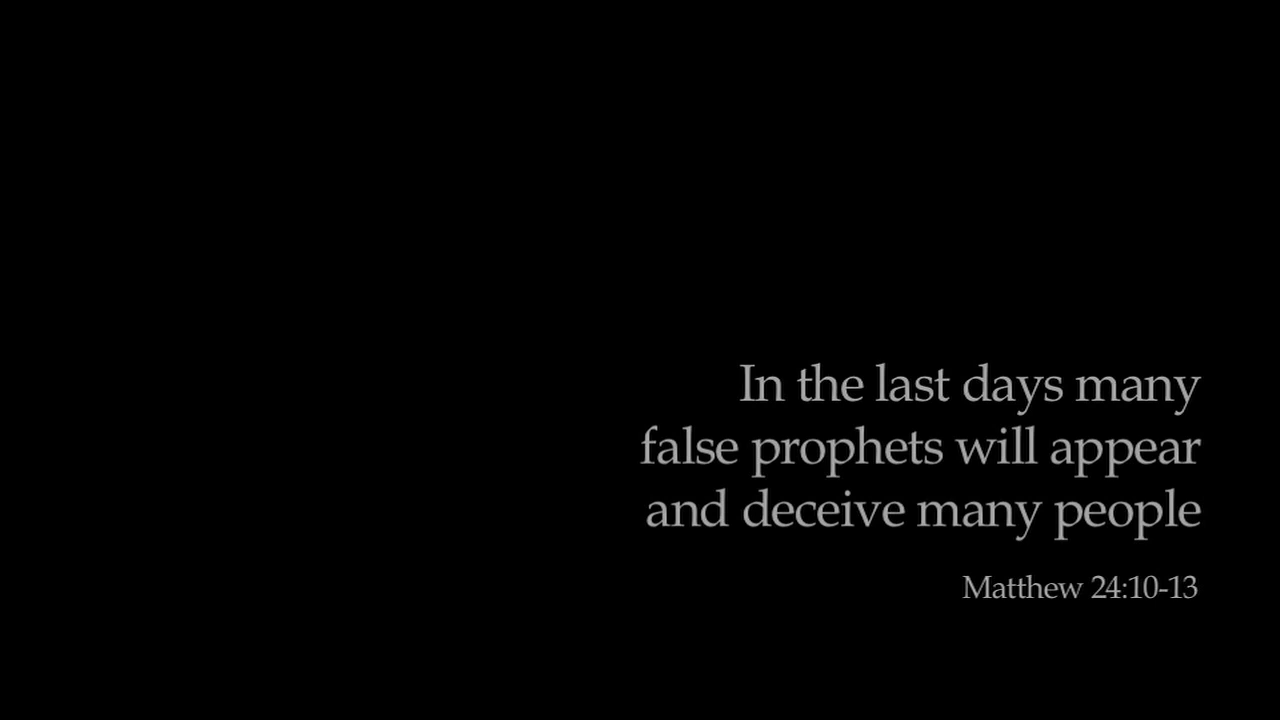 In the last days many
false prophets will appear
and deceive many people
Matthew 24:10-13